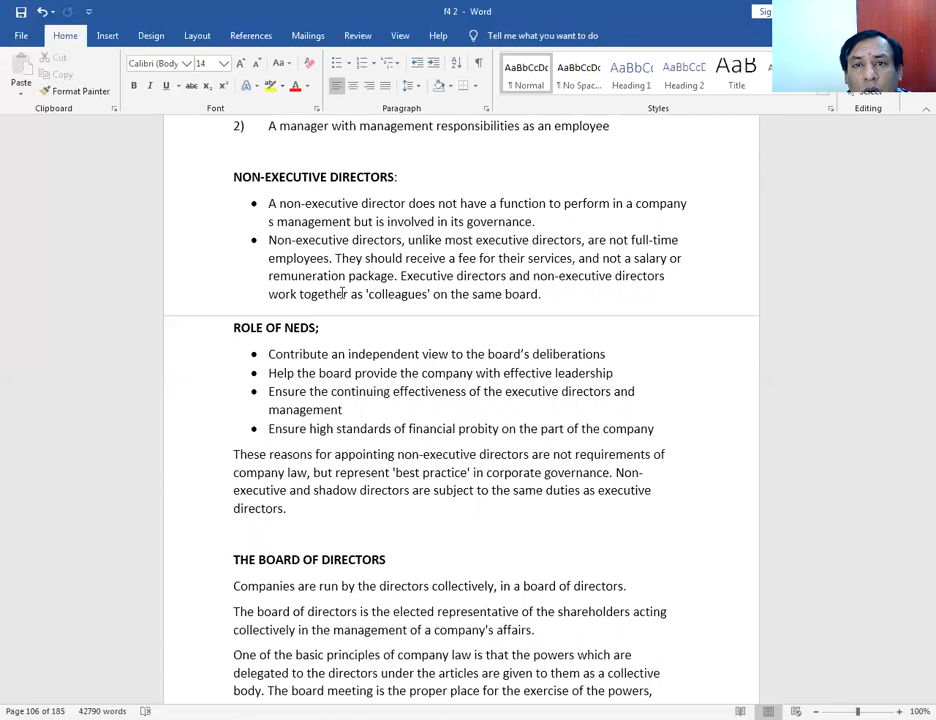 f4 2 - Word
Sig
File Home Insert Design Layout References Mailings Review View Help Tell me what you want to do
Paste
Cut
Copy
Format Painter
Clipboard
Calibri (Body 14
Font
Paragraph
AaBbCcDc AaBbCcDc AaBbCc AaBbCcD AaB
¶ Normal ¶ No Spac... Heading 1 Heading 2 Title
Styles
Editing
2) A manager with management responsibilities as an employee
NON-EXECUTIVE DIRECTORS:
• A non-executive director does not have a function to perform in a company
s management but is involved in its governance.
• Non-executive directors, unlike most executive directors, are not full-time
employees. They should receive a fee for their services, and not a salary or
remuneration package. Executive directors and non-executive directors
work together as 'colleagues' on the same board.
ROLE OF NEDS;
• Contribute an independent view to the board’s deliberations
• Help the board provide the company with effective leadership
• Ensure the continuing effectiveness of the executive directors and
management
• Ensure high standards of financial probity on the part of the company
These reasons for appointing non-executive directors are not requirements of
company law, but represent 'best practice' in corporate governance. Non-
executive and shadow directors are subject to the same duties as executive
directors.
THE BOARD OF DIRECTORS
Companies are run by the directors collectively, in a board of directors.
The board of directors is the elected representative of the shareholders acting
collectively in the management of a company's affairs.
One of the basic principles of company law is that the powers which are
delegated to the directors under the articles are given to them as a collective
body. The board meeting is the proper place for the exercise of the powers,
Page 106 of 185 42790 words
100%